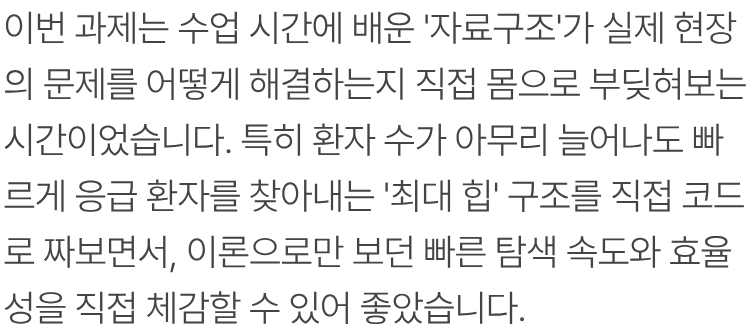 이번 과제는 수업 시간에 배운 '자료구조'가 실제 현장
의 문제를 어떻게 해결하는지 직접 몸으로 부딪혀보는
시간이었습니다. 특히 환자 수가 아무리 늘어나도 빠
르게 응급 환자를 찾아내는 '최대 힙' 구조를 직접 코드
로 짜보면서, 이론으로만 보던 빠른 탐색 속도와 효율
성을 직접 체감할 수 있어 좋았습니다.